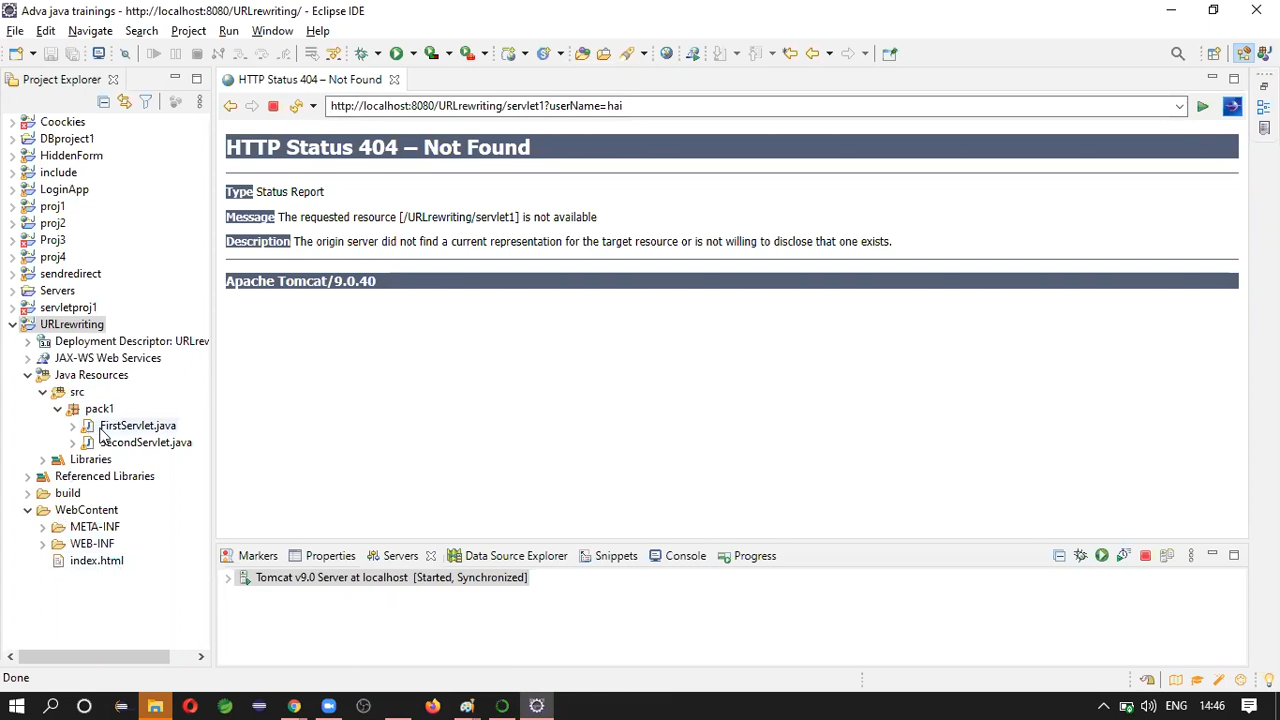 Adva java trainings - http://localhost:8080/URLrewriting/ - Eclipse IDE
File Edit Navigate Search Project Run Window Help
Project Explorer
HTTP Status 404 – Not Found
http://localhost:8080/URLrewriting/servlet1?userName=hai
Coockies
DBproject1
HiddenForm
include
LoginApp
proj1
proj2
Proj3
proj4
sendredirect
Servers
servletproj1
URLrewriting
Deployment Descriptor: URLrew
JAX-WS Web Services
Java Resources
src
pack1
FirstServlet.java
SecondServlet.java
Libraries
Referenced Libraries
build
WebContent
META-INF
WEB-INF
index.html
HTTP Status 404 – Not Found
Type Status Report
Message The requested resource [/URLrewriting/servlet1] is not available
Description The origin server did not find a current representation for the target resource or is not willing to disclose that one exists.
Apache Tomcat/9.0.40
Markers Properties Servers Data Source Explorer Snippets Console Progress
Tomcat v9.0 Server at localhost [Started, Synchronized]
Done
ENG 14:46